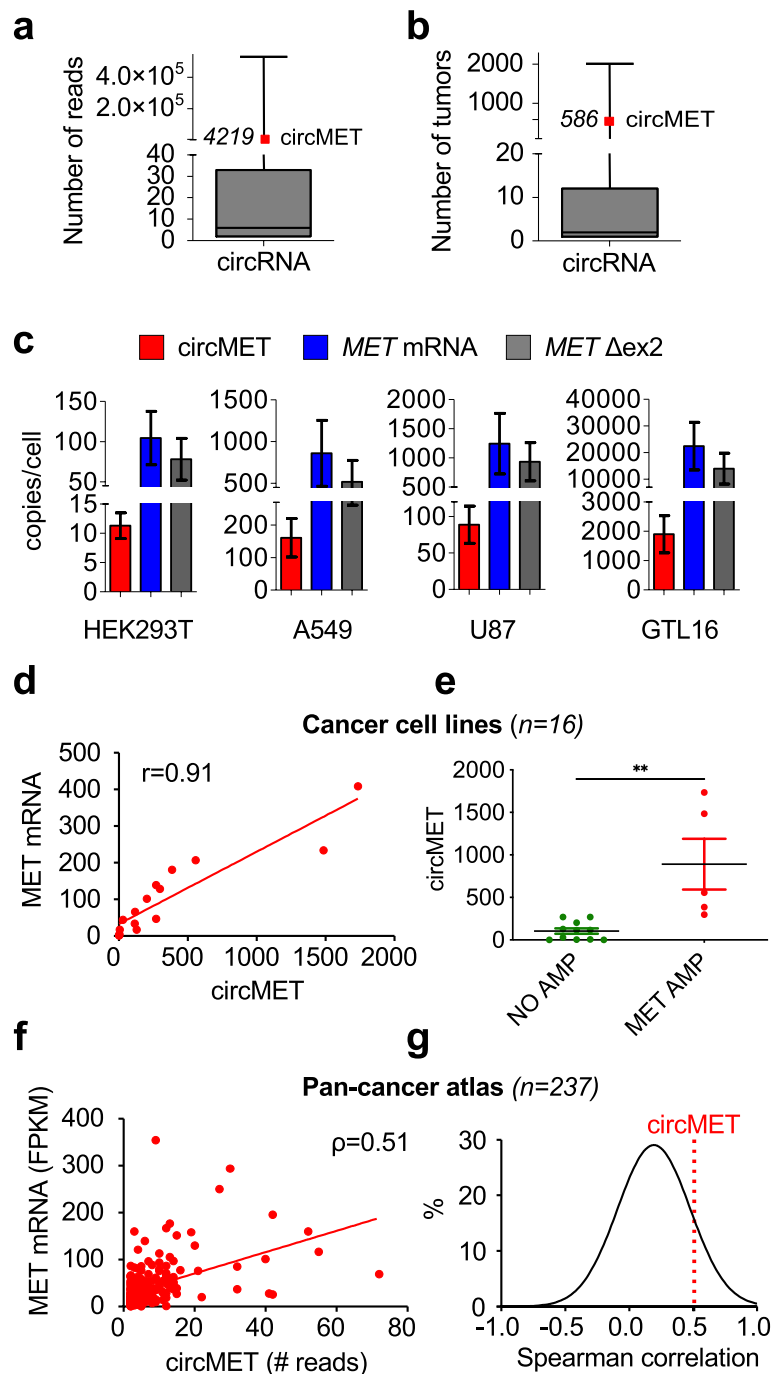 a
Number of reads
4.0×10⁵
2.0×10⁵
4219 circMET
40
30
20
10
0
circRNA
b
Number of tumors
2000
1000
586 circMET
20
10
0
circRNA
c
circMET MET mRNA MET Δex2
copies/cell
150
100
50
15
10
5
0
HEK293T
1500
1000
500
200
100
0
A549
2000
1500
1000
500
100
50
0
U87
40000
30000
20000
10000
3000
2000
1000
0
GTL16
d
e
Cancer cell lines (n=16)
MET mRNA
500
400
300
200
100
0
r=0.91
0 500 1000 1500 2000
circMET
circMET
2000
1500
1000
500
0
**
NO AMP
MET AMP
f
g
Pan-cancer atlas (n=237)
MET mRNA (FPKM)
400
300
200
100
0
ρ=0.51
0 20 40 60 80
circMET (# reads)
circMET
%
30
20
10
0
-1.0 -0.5 0.0 0.5 1.0
Spearman correlation